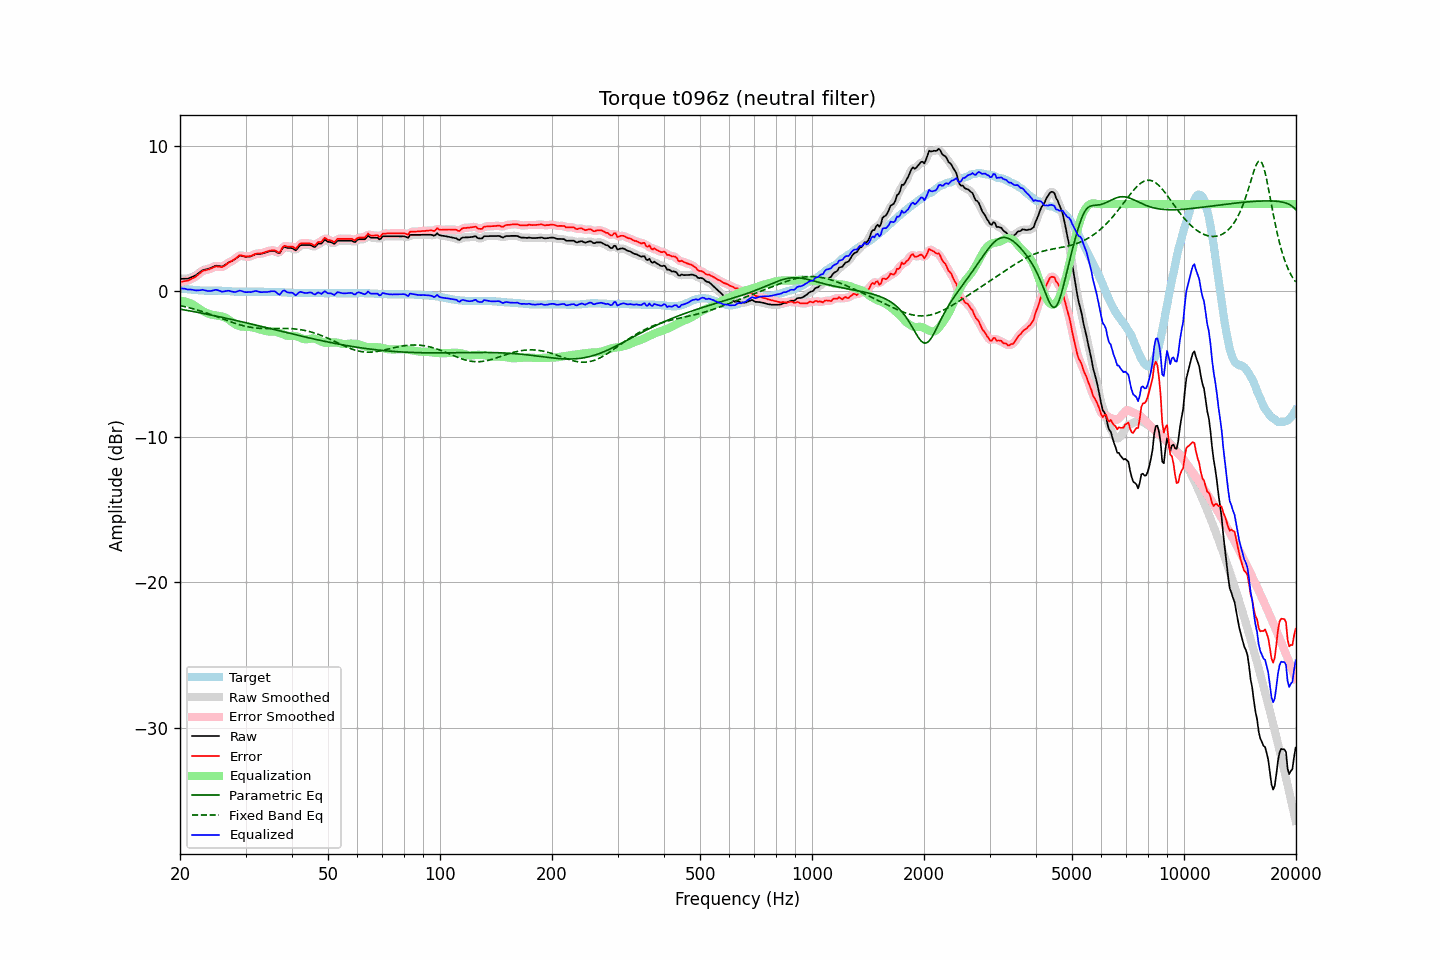 Torque t096z (neutral filter)
10
0
−10
−20
−30
Amplitude (dBr)
Target
Raw Smoothed
Error Smoothed
Raw
Error
Equalization
Parametric Eq
Fixed Band Eq
Equalized
20
50
100
200
500
1000
2000
5000
10000
20000
Frequency (Hz)